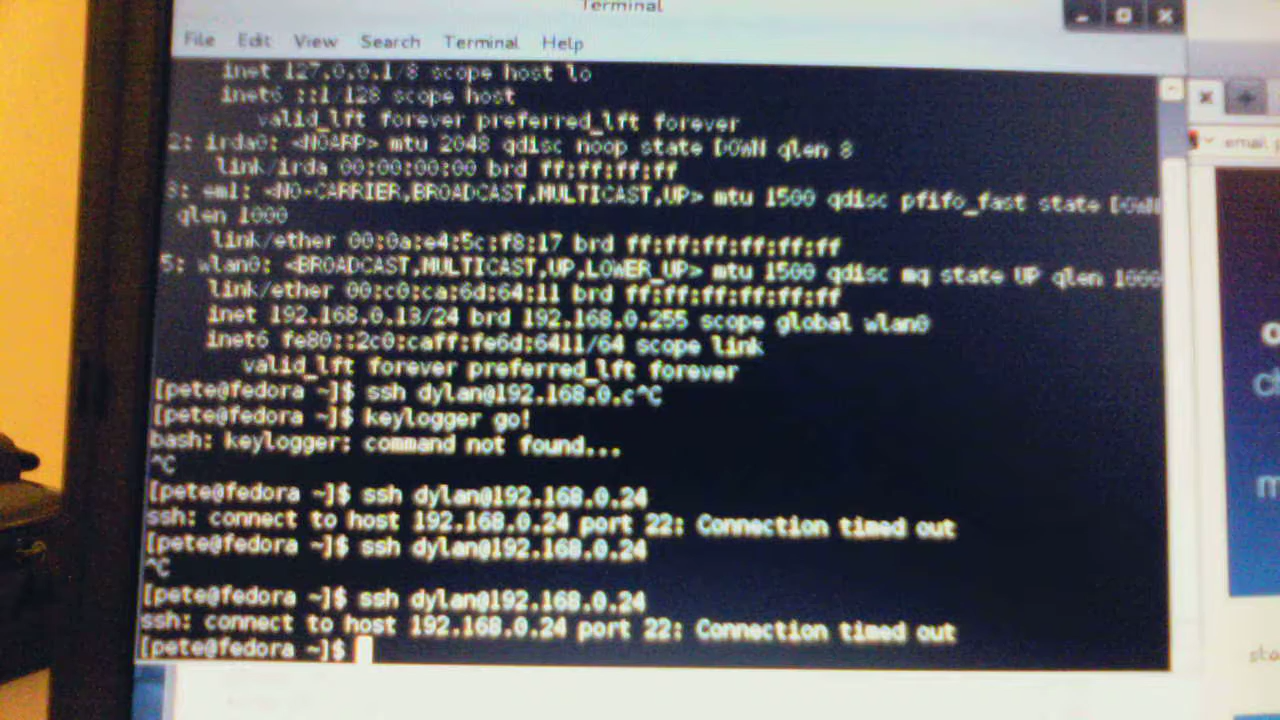 Terminal
File Edit View Search Terminal Help
inet 127.0.0.1/8 scope host lo
inet6 ::1/128 scope host
valid_lft forever preferred_lft forever
2: irda0: <NOARP> mtu 2048 qdisc noop state DOWN qlen 8
link/irda 00:00:00:00 brd ff:ff:ff:ff
3: em1: <NO-CARRIER,BROADCAST,MULTICAST,UP> mtu 1500 qdisc pfifo_fast state DOWN
qlen 1000
link/ether 00:0a:e4:5c:f8:17 brd ff:ff:ff:ff:ff:ff
5: wlan0: <BROADCAST,MULTICAST,UP,LOWER_UP> mtu 1500 qdisc mq state UP qlen 1000
link/ether 00:c0:ca:6d:64:11 brd ff:ff:ff:ff:ff:ff
inet 192.168.0.13/24 brd 192.168.0.255 scope global wlan0
inet6 fe80::2c0:caff:fe6d:6411/64 scope link
valid_lft forever preferred_lft forever
[pete@fedora ~]$ ssh dylan@192.168.0.c^C
[pete@fedora ~]$ keylogger go!
bash: keylogger: command not found...
^C
[pete@fedora ~]$ ssh dylan@192.168.0.24
ssh: connect to host 192.168.0.24 port 22: Connection timed out
[pete@fedora ~]$ ssh dylan@192.168.0.24
^C
[pete@fedora ~]$ ssh dylan@192.168.0.24
ssh: connect to host 192.168.0.24 port 22: Connection timed out
[pete@fedora ~]$
email